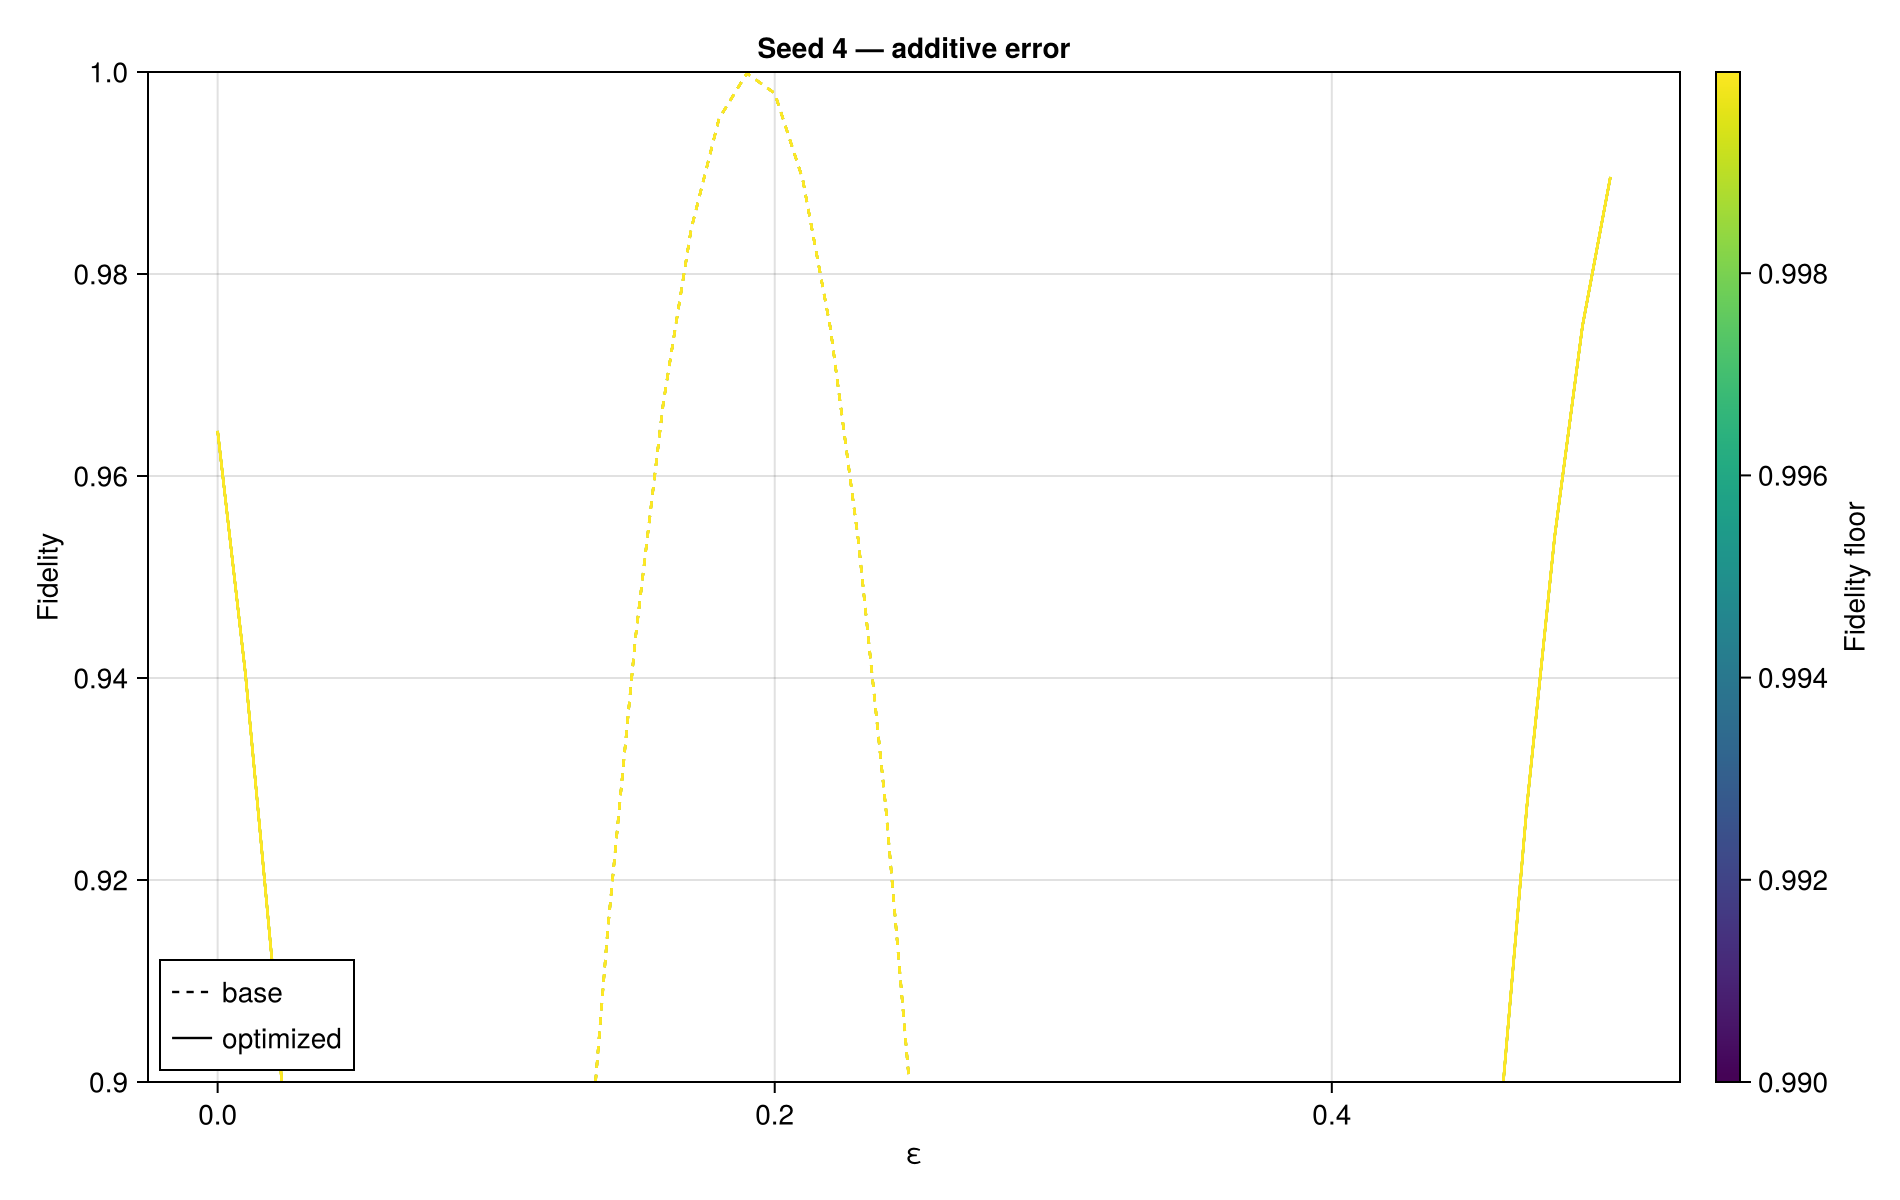 Seed 4 — additive error
1.0
0.98
0.96
0.94
0.92
0.9
Fidelity
0.0
0.2
0.4
ε
base
optimized
0.998
0.996
0.994
0.992
0.990
Fidelity floor